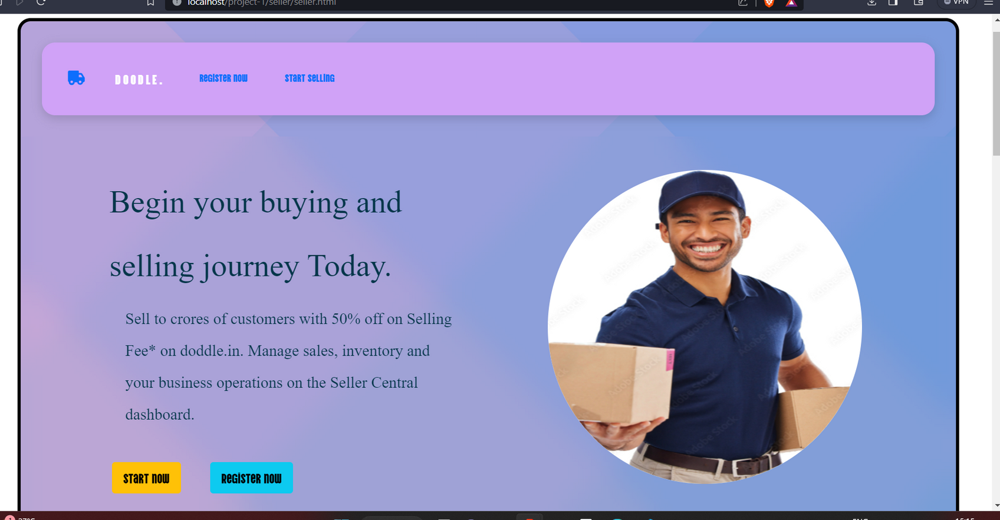 localhost/project-1/seller/seller.html
VPN
DOODLE.
Register now
Start selling
Begin your buying and
selling journey Today.
Sell to crores of customers with 50% off on Selling
Fee* on doddle.in. Manage sales, inventory and
your business operations on the Seller Central
dashboard.
Start now
Register now
Adobe Stock